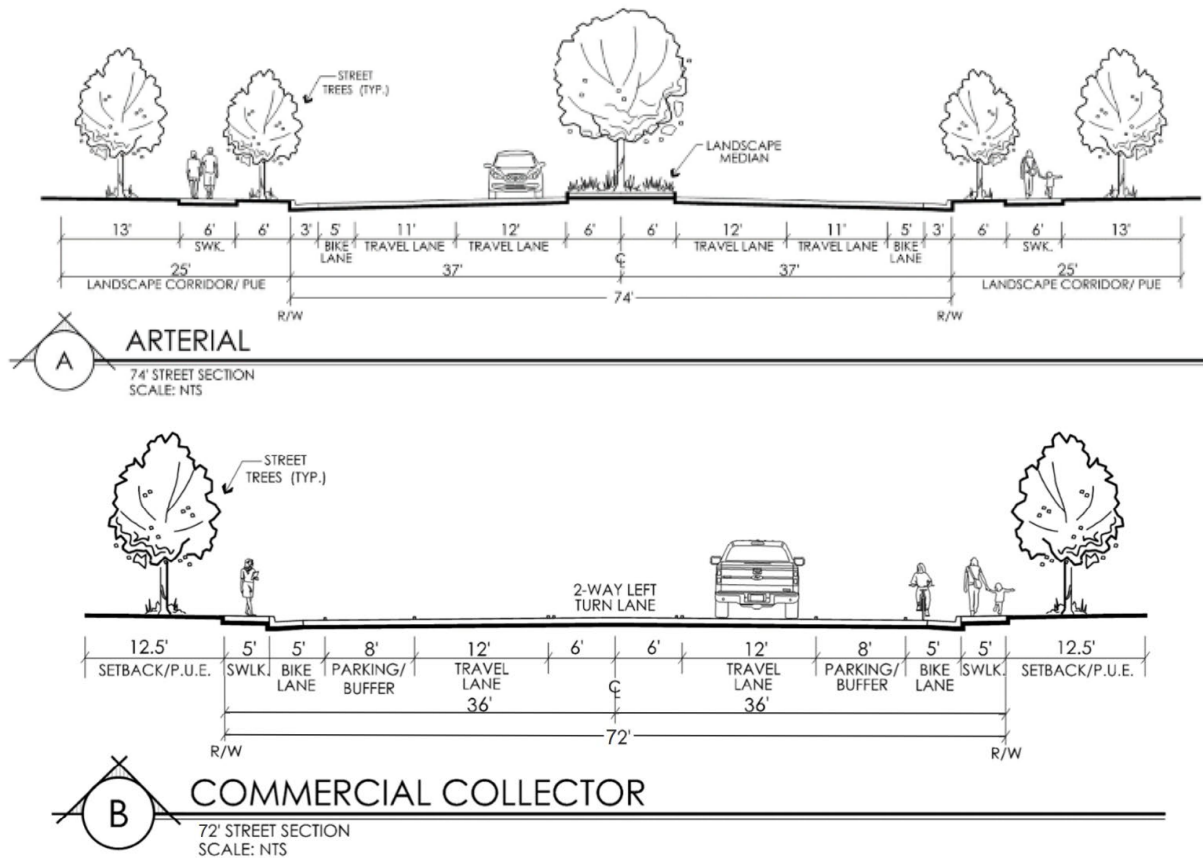 STREET
TREES (TYP.)
LANDSCAPE
MEDIAN
13' 6' 6' 3' 5' 11' 12' 6' 6' 12' 11' 5' 3' 6' 6' 13'
SWK. BIKE LANE TRAVEL LANE TRAVEL LANE TRAVEL LANE TRAVEL LANE BIKE LANE SWK.
25' 37' ℄ 37' 25'
LANDSCAPE CORRIDOR/ PUE LANDSCAPE CORRIDOR/ PUE
74'
R/W R/W
A
ARTERIAL
74' STREET SECTION
SCALE: NTS
STREET
TREES (TYP.)
2-WAY LEFT
TURN LANE
12.5' 5' 5' 8' 12' 6' 6' 12' 8' 5' 5' 12.5'
SETBACK/P.U.E. SWLK. BIKE LANE PARKING/ BUFFER TRAVEL LANE TRAVEL LANE PARKING/ BUFFER BIKE LANE SWLK. SETBACK/P.U.E.
36' ℄ 36'
72'
R/W R/W
B
COMMERCIAL COLLECTOR
72' STREET SECTION
SCALE: NTS